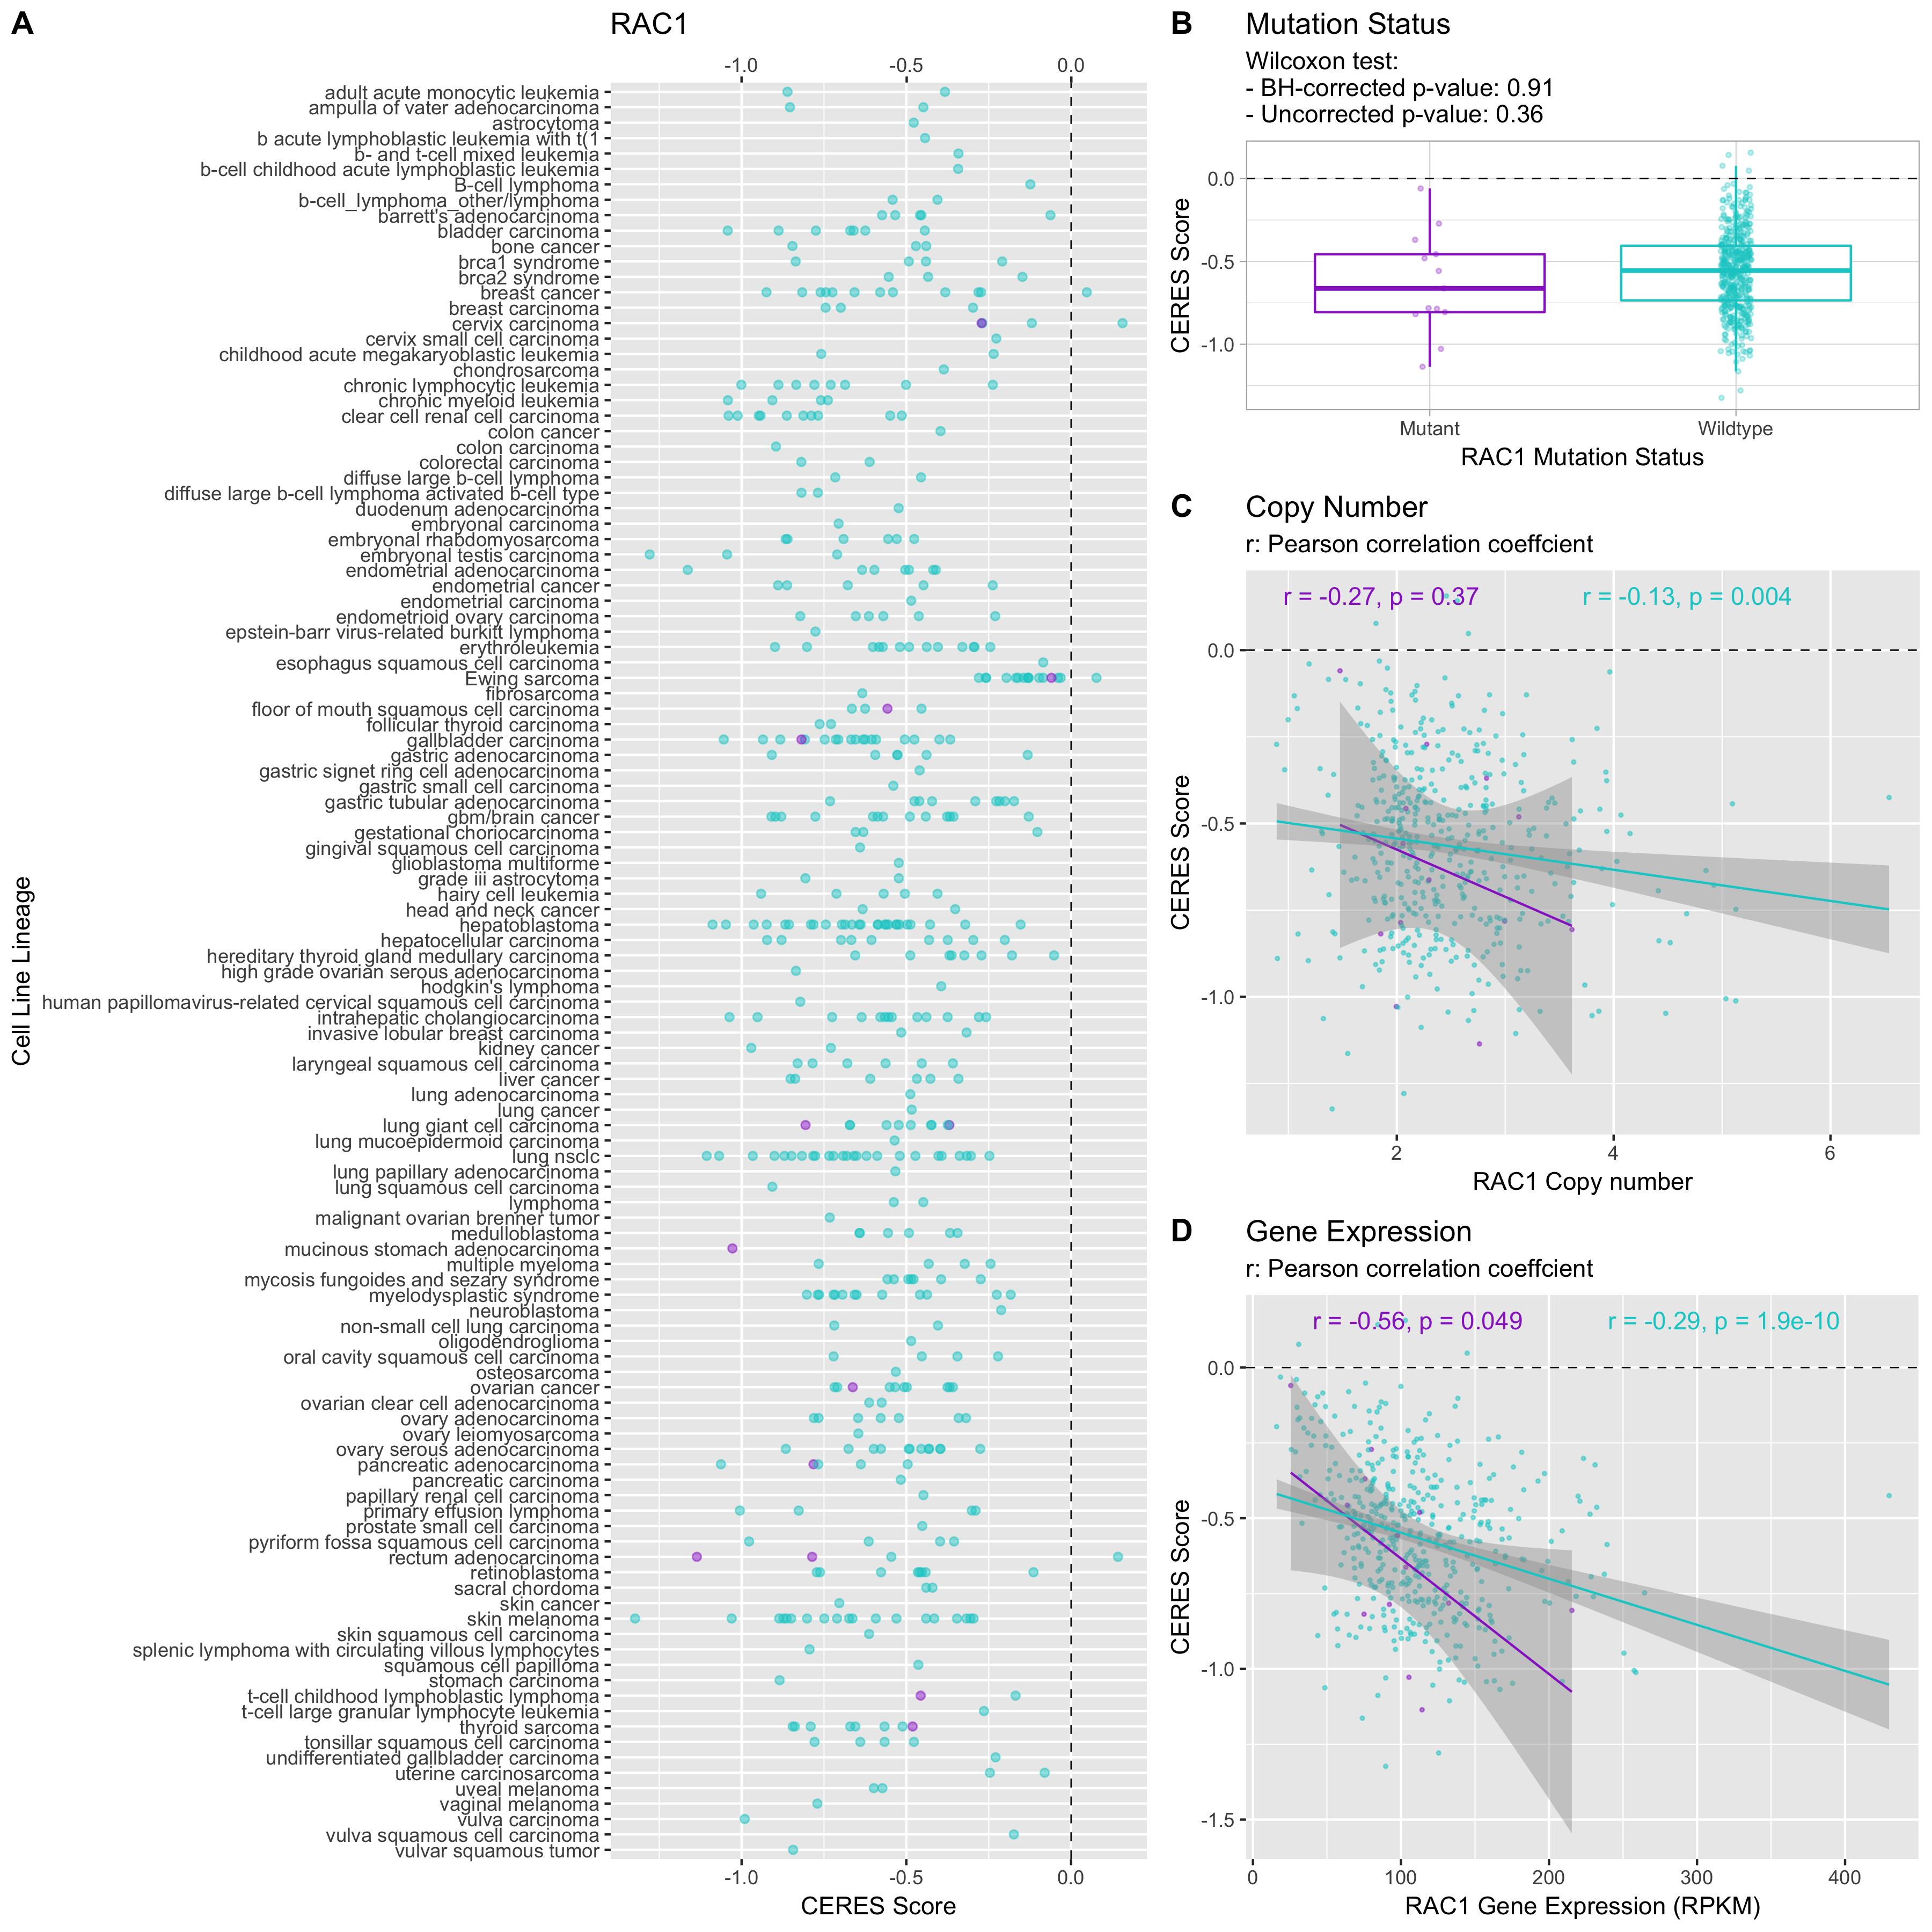 A
RAC1
-1.0
-0.5
0.0
adult acute monocytic leukemia
ampulla of vater adenocarcinoma
astrocytoma
b acute lymphoblastic leukemia with t(1
b- and t-cell mixed leukemia
b-cell childhood acute lymphoblastic leukemia
B-cell lymphoma
b-cell_lymphoma_other/lymphoma
barrett's adenocarcinoma
bladder carcinoma
bone cancer
brca1 syndrome
brca2 syndrome
breast cancer
breast carcinoma
cervix carcinoma
cervix small cell carcinoma
childhood acute megakaryoblastic leukemia
chondrosarcoma
chronic lymphocytic leukemia
chronic myeloid leukemia
clear cell renal cell carcinoma
colon cancer
colon carcinoma
colorectal carcinoma
diffuse large b-cell lymphoma
diffuse large b-cell lymphoma activated b-cell type
duodenum adenocarcinoma
embryonal carcinoma
embryonal rhabdomyosarcoma
embryonal testis carcinoma
endometrial adenocarcinoma
endometrial cancer
endometrial carcinoma
endometrioid ovary carcinoma
epstein-barr virus-related burkitt lymphoma
erythroleukemia
esophagus squamous cell carcinoma
Ewing sarcoma
fibrosarcoma
floor of mouth squamous cell carcinoma
follicular thyroid carcinoma
gallbladder carcinoma
gastric adenocarcinoma
gastric signet ring cell adenocarcinoma
gastric small cell carcinoma
gastric tubular adenocarcinoma
gbm/brain cancer
gestational choriocarcinoma
gingival squamous cell carcinoma
glioblastoma multiforme
grade iii astrocytoma
hairy cell leukemia
head and neck cancer
hepatoblastoma
hepatocellular carcinoma
hereditary thyroid gland medullary carcinoma
high grade ovarian serous adenocarcinoma
hodgkin's lymphoma
human papillomavirus-related cervical squamous cell carcinoma
intrahepatic cholangiocarcinoma
invasive lobular breast carcinoma
kidney cancer
laryngeal squamous cell carcinoma
liver cancer
lung adenocarcinoma
lung cancer
lung giant cell carcinoma
lung mucoepidermoid carcinoma
lung nsclc
lung papillary adenocarcinoma
lung squamous cell carcinoma
lymphoma
malignant ovarian brenner tumor
medulloblastoma
mucinous stomach adenocarcinoma
multiple myeloma
mycosis fungoides and sezary syndrome
myelodysplastic syndrome
neuroblastoma
non-small cell lung carcinoma
oligodendroglioma
oral cavity squamous cell carcinoma
osteosarcoma
ovarian cancer
ovarian clear cell adenocarcinoma
ovary adenocarcinoma
ovary leiomyosarcoma
ovary serous adenocarcinoma
pancreatic adenocarcinoma
pancreatic carcinoma
papillary renal cell carcinoma
primary effusion lymphoma
prostate small cell carcinoma
pyriform fossa squamous cell carcinoma
rectum adenocarcinoma
retinoblastoma
sacral chordoma
skin cancer
skin melanoma
skin squamous cell carcinoma
splenic lymphoma with circulating villous lymphocytes
squamous cell papilloma
stomach carcinoma
t-cell childhood lymphoblastic lymphoma
t-cell large granular lymphocyte leukemia
thyroid sarcoma
tonsillar squamous cell carcinoma
undifferentiated gallbladder carcinoma
uterine carcinosarcoma
uveal melanoma
vaginal melanoma
vulva carcinoma
vulva squamous cell carcinoma
vulvar squamous tumor
Cell Line Lineage
-1.0
-0.5
0.0
CERES Score
B
Mutation Status
Wilcoxon test:
- BH-corrected p-value: 0.91
- Uncorrected p-value: 0.36
0.0
-0.5
-1.0
CERES Score
Mutant
Wildtype
RAC1 Mutation Status
C
Copy Number
r: Pearson correlation coeffcient
r = -0.27, p = 0.37
r = -0.13, p = 0.004
0.0
-0.5
-1.0
CERES Score
2
4
6
RAC1 Copy number
D
Gene Expression
r: Pearson correlation coeffcient
r = -0.56, p = 0.049
r = -0.29, p = 1.9e-10
0.0
-0.5
-1.0
-1.5
CERES Score
0
100
200
300
400
RAC1 Gene Expression (RPKM)